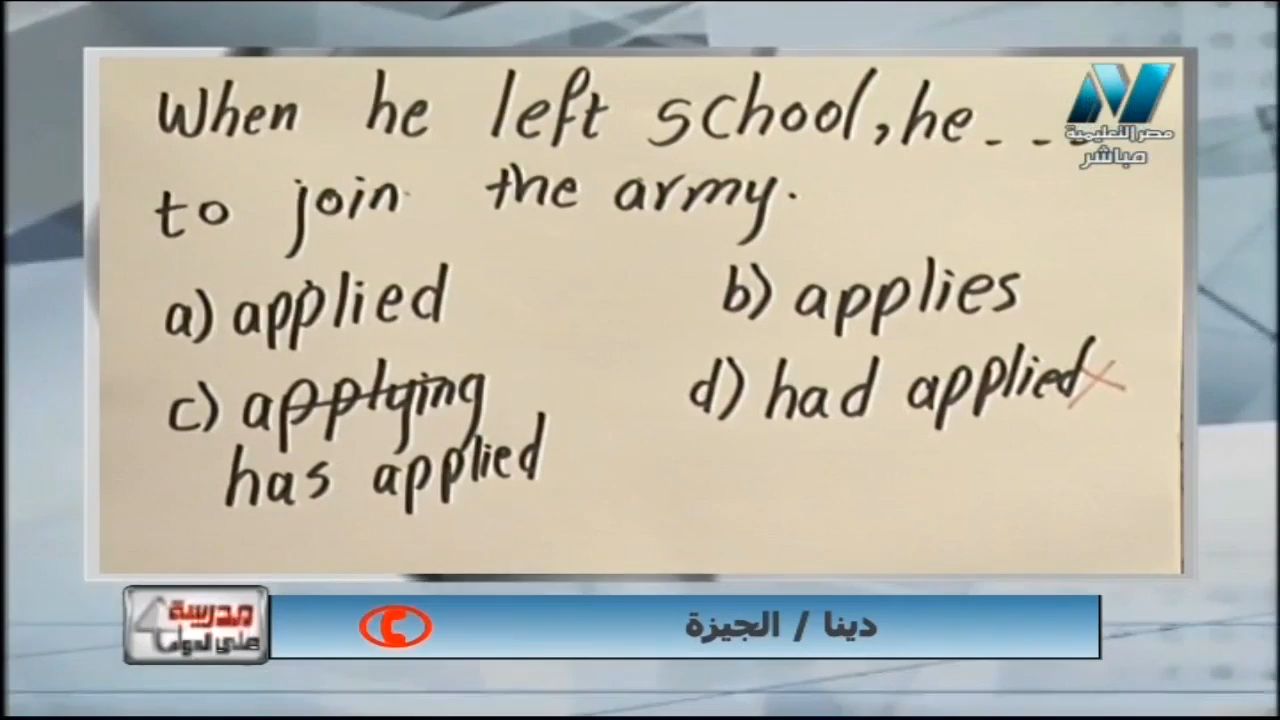 When he left school, he - - -
to join the army.
a) applied b) applies
c) applying d) had applied
has applied
مصر التعليمية
مباشر
مدرسة
على الهواء
دينا / الجيزة